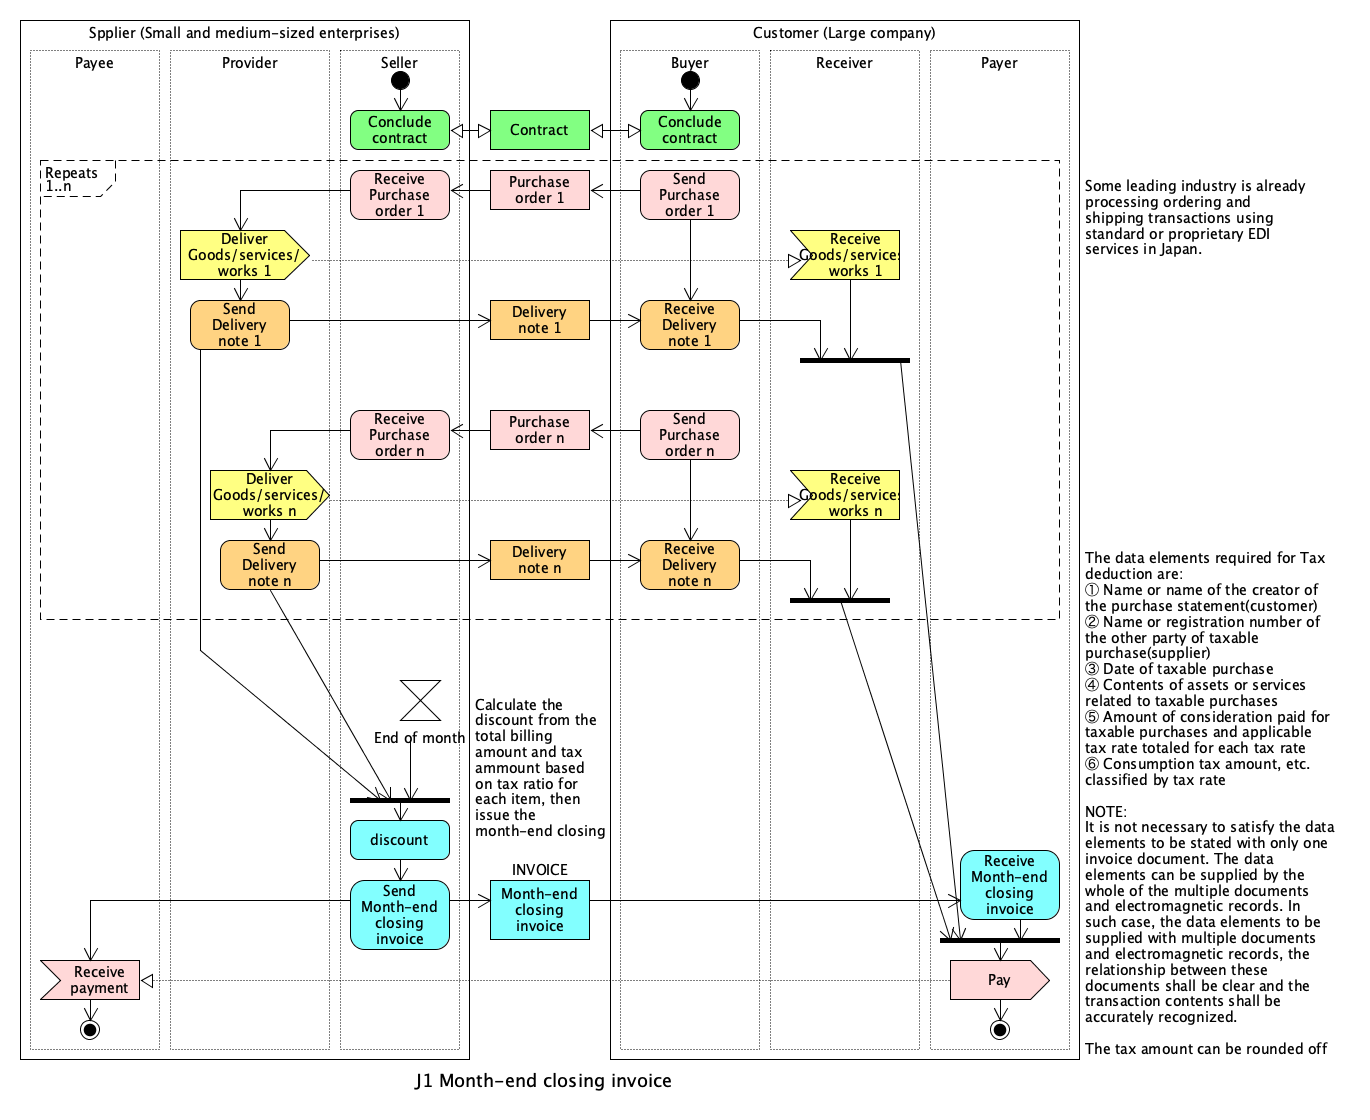 Spplier (Small and medium-sized enterprises)
Customer (Large company)
Payee
Provider
Seller
Buyer
Receiver
Payer
Conclude
contract
Contract
Conclude
contract
Repeats
1..n
Receive
Purchase
order 1
Purchase
order 1
Send
Purchase
order 1
Some leading industry is already
processing ordering and
shipping transactions using
standard or proprietary EDI
services in Japan.
Deliver
Goods/services/
works 1
Receive
Goods/services
works 1
Send
Delivery
note 1
Delivery
note 1
Receive
Delivery
note 1
Receive
Purchase
order n
Purchase
order n
Send
Purchase
order n
Deliver
Goods/services/
works n
Receive
Goods/services
works n
Send
Delivery
note n
Delivery
note n
Receive
Delivery
note n
The data elements required for Tax
deduction are:
① Name or name of the creator of
the purchase statement(customer)
② Name or registration number of
the other party of taxable
purchase(supplier)
③ Date of taxable purchase
④ Contents of assets or services
related to taxable purchases
⑤ Amount of consideration paid for
taxable purchases and applicable
tax rate totaled for each tax rate
⑥ Consumption tax amount, etc.
classified by tax rate
End of month
Calculate the
discount from the
total billing
amount and tax
ammount based
on tax ratio for
each item, then
issue the
month-end closing
discount
INVOICE
Send
Month-end
closing
invoice
Month-end
closing
invoice
Receive
Month-end
closing
invoice
NOTE:
It is not necessary to satisfy the data
elements to be stated with only one
invoice document. The data
elements can be supplied by the
whole of the multiple documents
and electromagnetic records. In
such case, the data elements to be
supplied with multiple documents
and electromagnetic records, the
relationship between these
documents shall be clear and the
transaction contents shall be
accurately recognized.
Receive
payment
Pay
The tax amount can be rounded off
J1 Month-end closing invoice